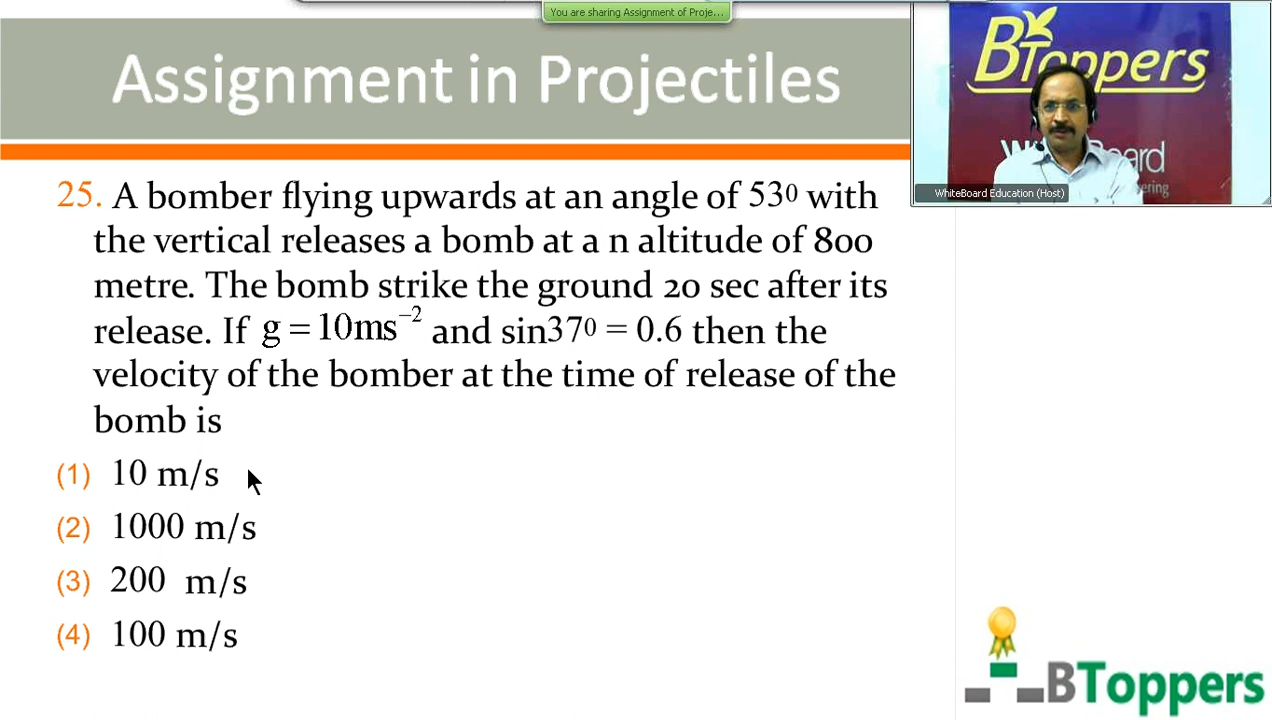 You are sharing Assignment of Proje...
Assignment in Projectiles
BToppers
WhiteBoard Education (Host)
25. A bomber flying upwards at an angle of 53⁰ with
the vertical releases a bomb at a n altitude of 800
metre. The bomb strike the ground 20 sec after its
release. If g = 10ms⁻² and sin37⁰ = 0.6 then the
velocity of the bomber at the time of release of the
bomb is
(1) 10 m/s
(2) 1000 m/s
(3) 200 m/s
(4) 100 m/s
BToppers